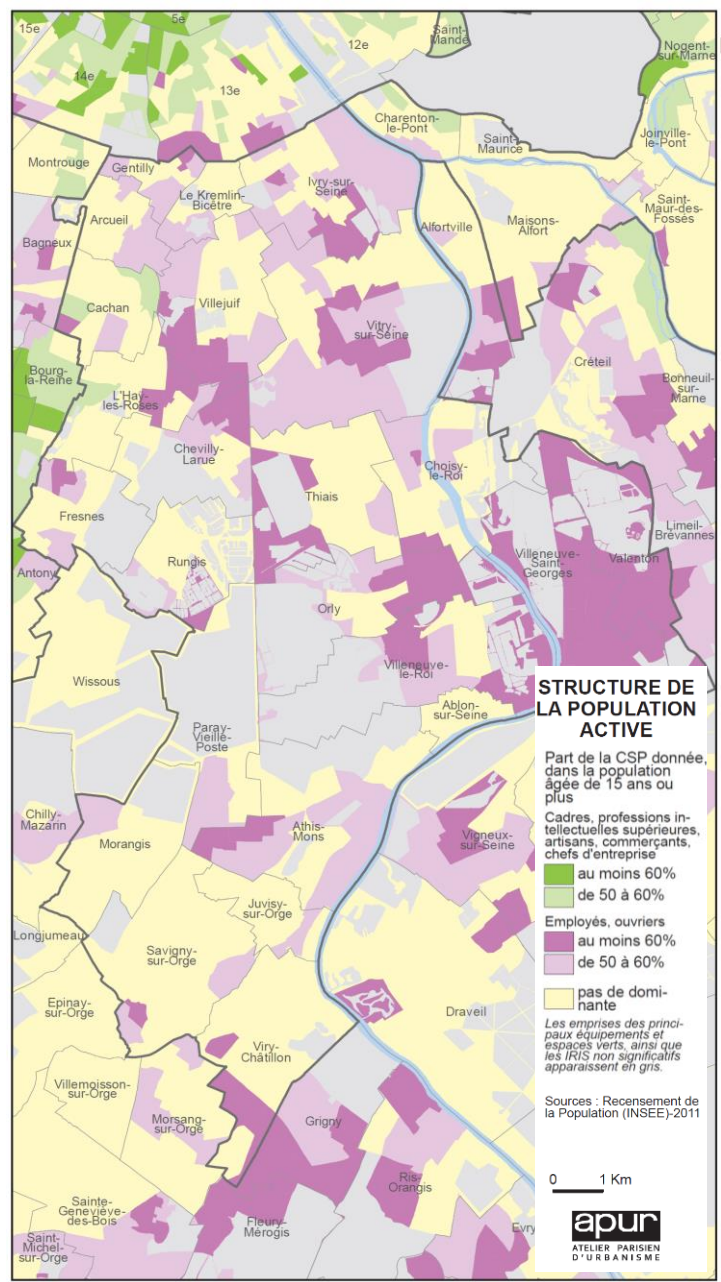 15e
5e
12e
Saint-
Mandé
Nogent-
sur-Marne
14e
13e
Charenton-
le-Pont
Saint-
Maurice
Joinville-
le-Pont
Montrouge
Gentilly
Ivry-sur-
Seine
Le Kremlin-
Bicêtre
Saint-
Maur-des-
Fossés
Arcueil
Alfortville
Maisons-
Alfort
Bagneux
Cachan
Villejuif
Vitry-
sur-Seine
Créteil
Bourg-
la-Reine
Bonneuil-
sur-
Marne
L'Hay-
les-Roses
Chevilly-
Larue
Choisy-
le-Roi
Thiais
Fresnes
Limeil-
Brévannes
Villeneuve-
Saint-
Georges
Valenton
Antony
Rungis
Orly
Villeneuve-
le-Roi
Wissous
Ablon-
sur-Seine
Paray-
Vieille-
Poste
Chilly-
Mazarin
Morangis
Athis-
Mons
Vigneux-
sur-Seine
Juvisy-
sur-Orge
Longjumeau
Savigny-
sur-Orge
Epinay-
sur-Orge
Draveil
Viry-
Châtillon
Villemoisson-
sur-Orge
Morsang-
sur-Orge
Grigny
Ris-
Orangis
Sainte-
Geneviève-
des-Bois
Fleury-
Mérogis
Evry
Saint-
Michel-
sur-Orge
STRUCTURE DE
LA POPULATION
ACTIVE
Part de la CSP donnée,
dans la population
âgée de 15 ans ou
plus
Cadres, professions in-
tellectuelles supérieures,
artisans, commerçants,
chefs d'entreprise
au moins 60%
de 50 à 60%
Employés, ouvriers
au moins 60%
de 50 à 60%
pas de domi-
nante
Les emprises des princi-
paux équipements et
espaces verts, ainsi que
les IRIS non significatifs
apparaissent en gris.
Sources : Recensement de
la Population (INSEE)-2011
0 1 Km
apur
ATELIER PARISIEN
D'URBANISME